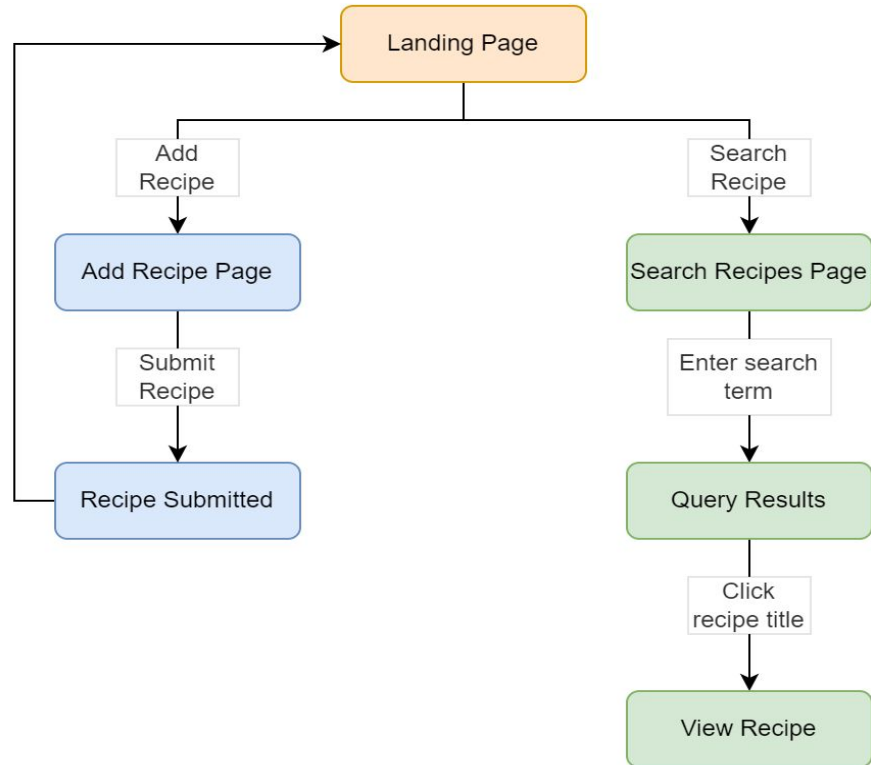 Landing Page
Add
Recipe
Search
Recipe
Add Recipe Page
Search Recipes Page
Submit
Recipe
Enter search
term
Recipe Submitted
Query Results
Click
recipe title
View Recipe